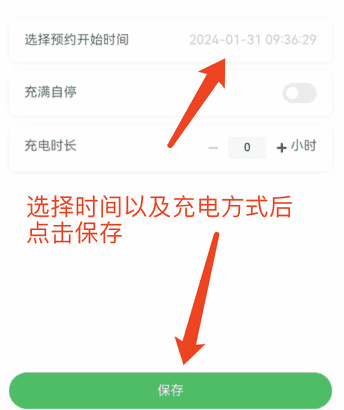 选择预约开始时间 2024-01-31 09:36:29
充满自停
充电时长 − 0 + 小时
选择时间以及充电方式后
点击保存
保存